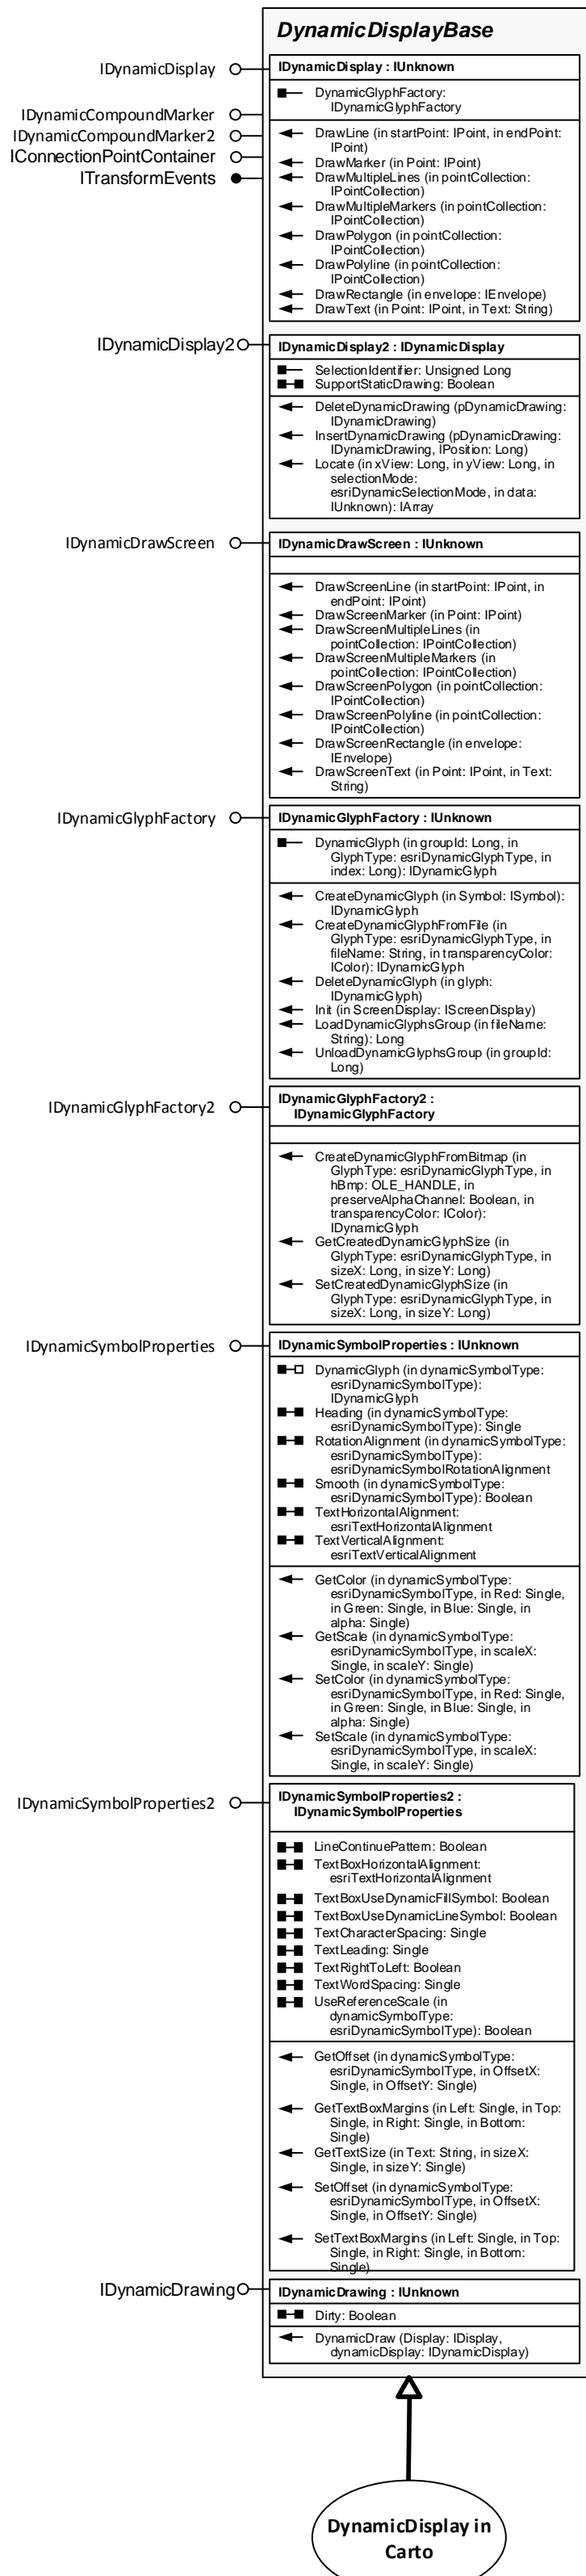 DynamicDisplayBase
IDynamicDisplay
IDynamicDisplay : IUnknown
DynamicGlyphFactory:
IDynamicGlyphFactory
IDynamicCompoundMarker
IDynamicCompoundMarker2
IConnectionPointContainer
ITransformEvents
DrawLine (in startPoint: IPoint, in endPoint:
IPoint)
DrawMarker (in Point: IPoint)
DrawMultipleLines (in pointCollection:
IPointCollection)
DrawMultipleMarkers (in pointCollection:
IPointCollection)
DrawPolygon (in pointCollection:
IPointCollection)
DrawPolyline (in pointCollection:
IPointCollection)
DrawRectangle (in envelope: IEnvelope)
DrawText (in Point: IPoint, in Text: String)
IDynamicDisplay2
IDynamicDisplay2 : IDynamicDisplay
SelectionIdentifier: Unsigned Long
SupportStaticDrawing: Boolean
DeleteDynamicDrawing (pDynamicDrawing:
IDynamicDrawing)
InsertDynamicDrawing (pDynamicDrawing:
IDynamicDrawing, lPosition: Long)
Locate (in xView: Long, in yView: Long, in
selectionMode:
esriDynamicSelectionMode, in data:
IUnknown): IArray
IDynamicDrawScreen
IDynamicDrawScreen : IUnknown
DrawScreenLine (in startPoint: IPoint, in
endPoint: IPoint)
DrawScreenMarker (in Point: IPoint)
DrawScreenMultipleLines (in
pointCollection: IPointCollection)
DrawScreenMultipleMarkers (in
pointCollection: IPointCollection)
DrawScreenPolygon (in pointCollection:
IPointCollection)
DrawScreenPolyline (in pointCollection:
IPointCollection)
DrawScreenRectangle (in envelope:
IEnvelope)
DrawScreenText (in Point: IPoint, in Text:
String)
IDynamicGlyphFactory
IDynamicGlyphFactory : IUnknown
DynamicGlyph (in groupId: Long, in
GlyphType: esriDynamicGlyphType, in
index: Long): IDynamicGlyph
CreateDynamicGlyph (in Symbol: ISymbol):
IDynamicGlyph
CreateDynamicGlyphFromFile (in
GlyphType: esriDynamicGlyphType, in
fileName: String, in transparencyColor:
IColor): IDynamicGlyph
DeleteDynamicGlyph (in glyph:
IDynamicGlyph)
Init (in ScreenDisplay: IScreenDisplay)
LoadDynamicGlyphsGroup (in fileName:
String): Long
UnloadDynamicGlyphsGroup (in groupId:
Long)
IDynamicGlyphFactory2
IDynamicGlyphFactory2 :
IDynamicGlyphFactory
CreateDynamicGlyphFromBitmap (in
GlyphType: esriDynamicGlyphType, in
hBmp: OLE_HANDLE, in
preserveAlphaChannel: Boolean, in
transparencyColor: IColor):
IDynamicGlyph
GetCreatedDynamicGlyphSize (in
GlyphType: esriDynamicGlyphType, in
sizeX: Long, in sizeY: Long)
SetCreatedDynamicGlyphSize (in
GlyphType: esriDynamicGlyphType, in
sizeX: Long, in sizeY: Long)
IDynamicSymbolProperties
IDynamicSymbolProperties : IUnknown
DynamicGlyph (in dynamicSymbolType:
esriDynamicSymbolType):
IDynamicGlyph
Heading (in dynamicSymbolType:
esriDynamicSymbolType): Single
RotationAlignment (in dynamicSymbolType:
esriDynamicSymbolType):
esriDynamicSymbolRotationAlignment
Smooth (in dynamicSymbolType:
esriDynamicSymbolType): Boolean
TextHorizontalAlignment:
esriTextHorizontalAlignment
TextVerticalAlignment:
esriTextVerticalAlignment
GetColor (in dynamicSymbolType:
esriDynamicSymbolType, in Red: Single,
in Green: Single, in Blue: Single, in
alpha: Single)
GetScale (in dynamicSymbolType:
esriDynamicSymbolType, in scaleX:
Single, in scaleY: Single)
SetColor (in dynamicSymbolType:
esriDynamicSymbolType, in Red: Single,
in Green: Single, in Blue: Single, in
alpha: Single)
SetScale (in dynamicSymbolType:
esriDynamicSymbolType, in scaleX:
Single, in scaleY: Single)
IDynamicSymbolProperties2
IDynamicSymbolProperties2 :
IDynamicSymbolProperties
LineContinuePattern: Boolean
TextBoxHorizontalAlignment:
esriTextHorizontalAlignment
TextBoxUseDynamicFillSymbol: Boolean
TextBoxUseDynamicLineSymbol: Boolean
TextCharacterSpacing: Single
TextLeading: Single
TextRightToLeft: Boolean
TextWordSpacing: Single
UseReferenceScale (in
dynamicSymbolType:
esriDynamicSymbolType): Boolean
GetOffset (in dynamicSymbolType:
esriDynamicSymbolType, in OffsetX:
Single, in OffsetY: Single)
GetTextBoxMargins (in Left: Single, in Top:
Single, in Right: Single, in Bottom:
Single)
GetTextSize (in Text: String, in sizeX:
Single, in sizeY: Single)
SetOffset (in dynamicSymbolType:
esriDynamicSymbolType, in OffsetX:
Single, in OffsetY: Single)
SetTextBoxMargins (in Left: Single, in Top:
Single, in Right: Single, in Bottom:
Single)
IDynamicDrawing
IDynamicDrawing : IUnknown
Dirty: Boolean
DynamicDraw (Display: IDisplay,
dynamicDisplay: IDynamicDisplay)
DynamicDisplay in
Carto